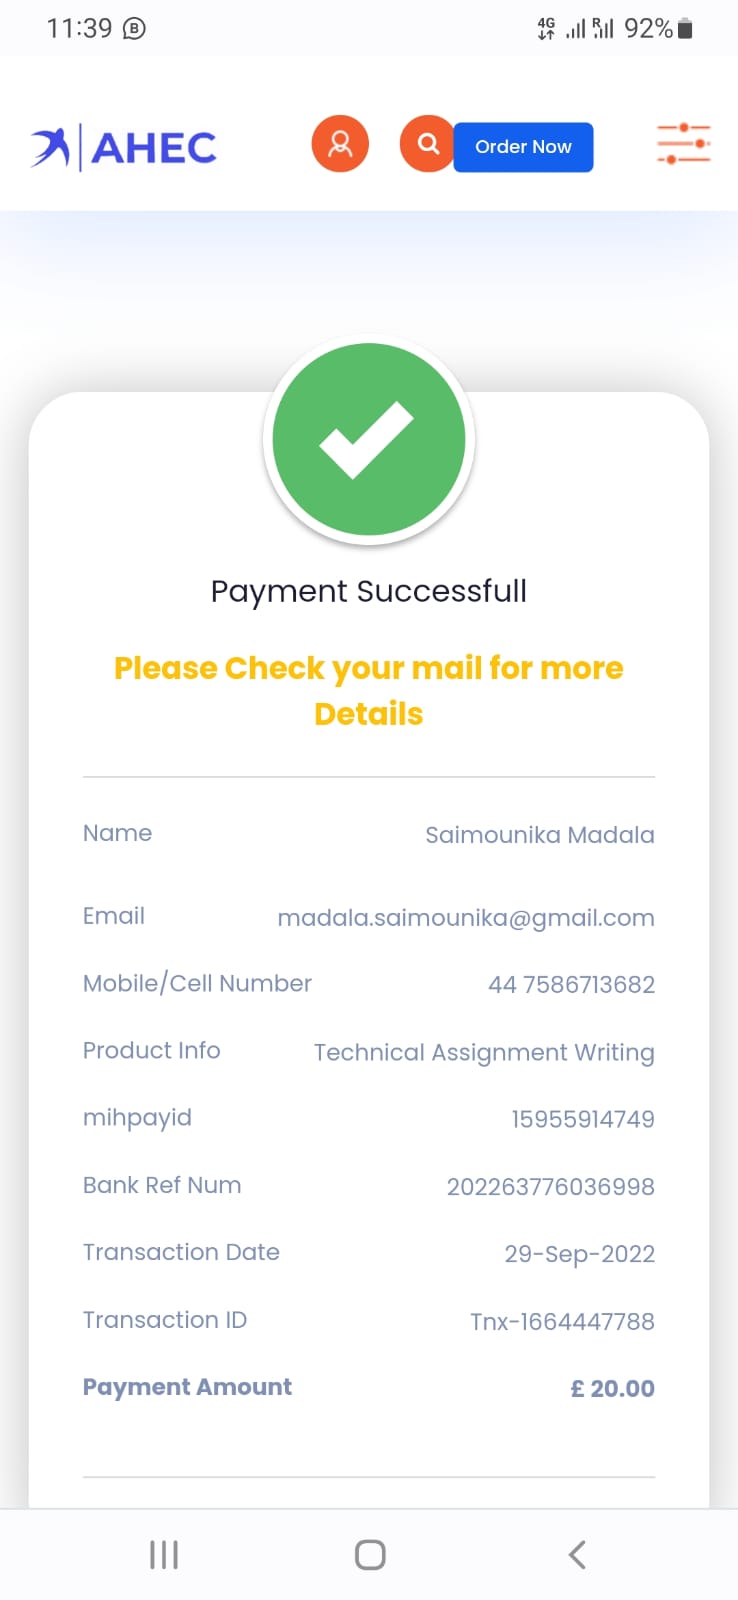 11:39
4G R 92%
AHEC
Order Now
Payment Successfull
Please Check your mail for more
Details
Name Saimounika Madala
Email madala.saimounika@gmail.com
Mobile/Cell Number 44 7586713682
Product Info Technical Assignment Writing
mihpayid 15955914749
Bank Ref Num 202263776036998
Transaction Date 29-Sep-2022
Transaction ID Tnx-1664447788
Payment Amount £ 20.00